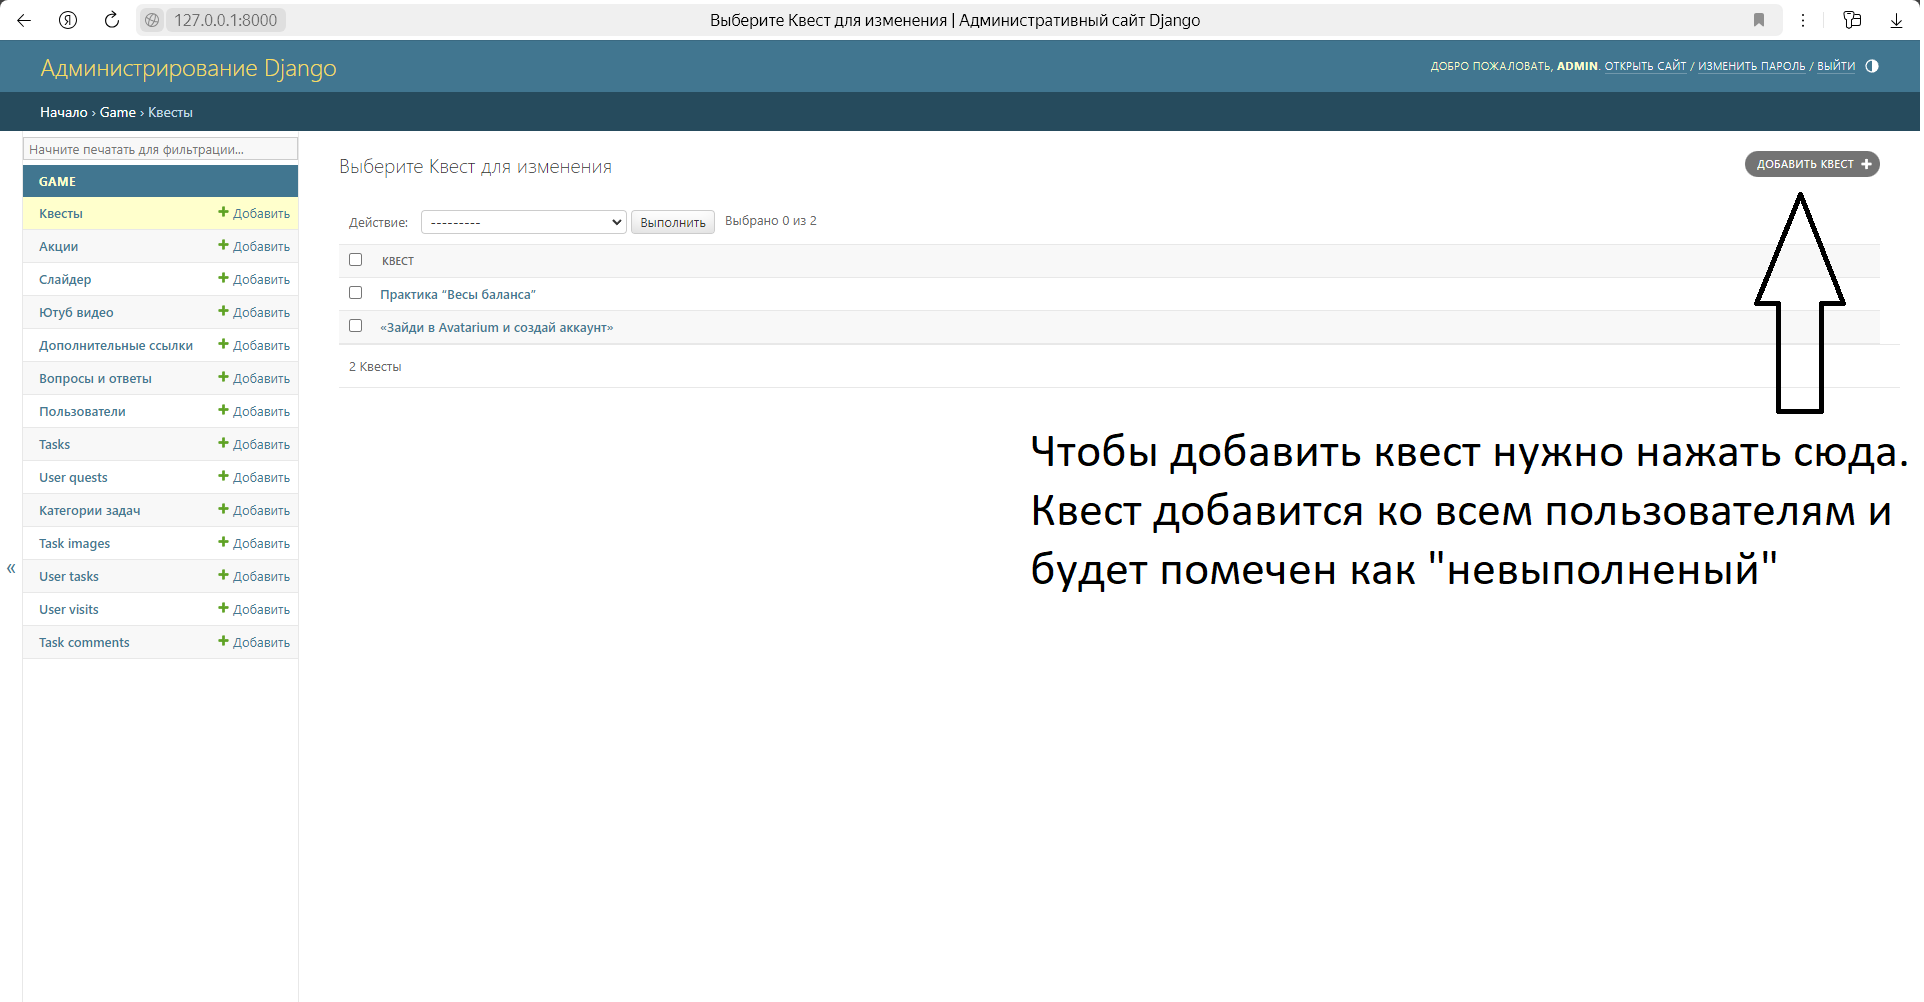 127.0.0.1:8000
Выберите Квест для изменения | Административный сайт Django
Администрирование Django
ДОБРО ПОЖАЛОВАТЬ, ADMIN. ОТКРЫТЬ САЙТ / ИЗМЕНИТЬ ПАРОЛЬ / ВЫЙТИ
Начало › Game › Квесты
Начните печатать для фильтрации...
GAME
Квесты Добавить
Акции Добавить
Слайдер Добавить
Ютуб видео Добавить
Дополнительные ссылки Добавить
Вопросы и ответы Добавить
Пользователи Добавить
Tasks Добавить
User quests Добавить
Категории задач Добавить
Task images Добавить
User tasks Добавить
User visits Добавить
Task comments Добавить
«
Выберите Квест для изменения
ДОБАВИТЬ КВЕСТ +
Действие: --------- Выполнить Выбрано 0 из 2
КВЕСТ
Практика “Весы баланса”
«Зайди в Avatarium и создай аккаунт»
2 Квесты
Чтобы добавить квест нужно нажать сюда.
Квест добавится ко всем пользователям и
будет помечен как "невыполненый"